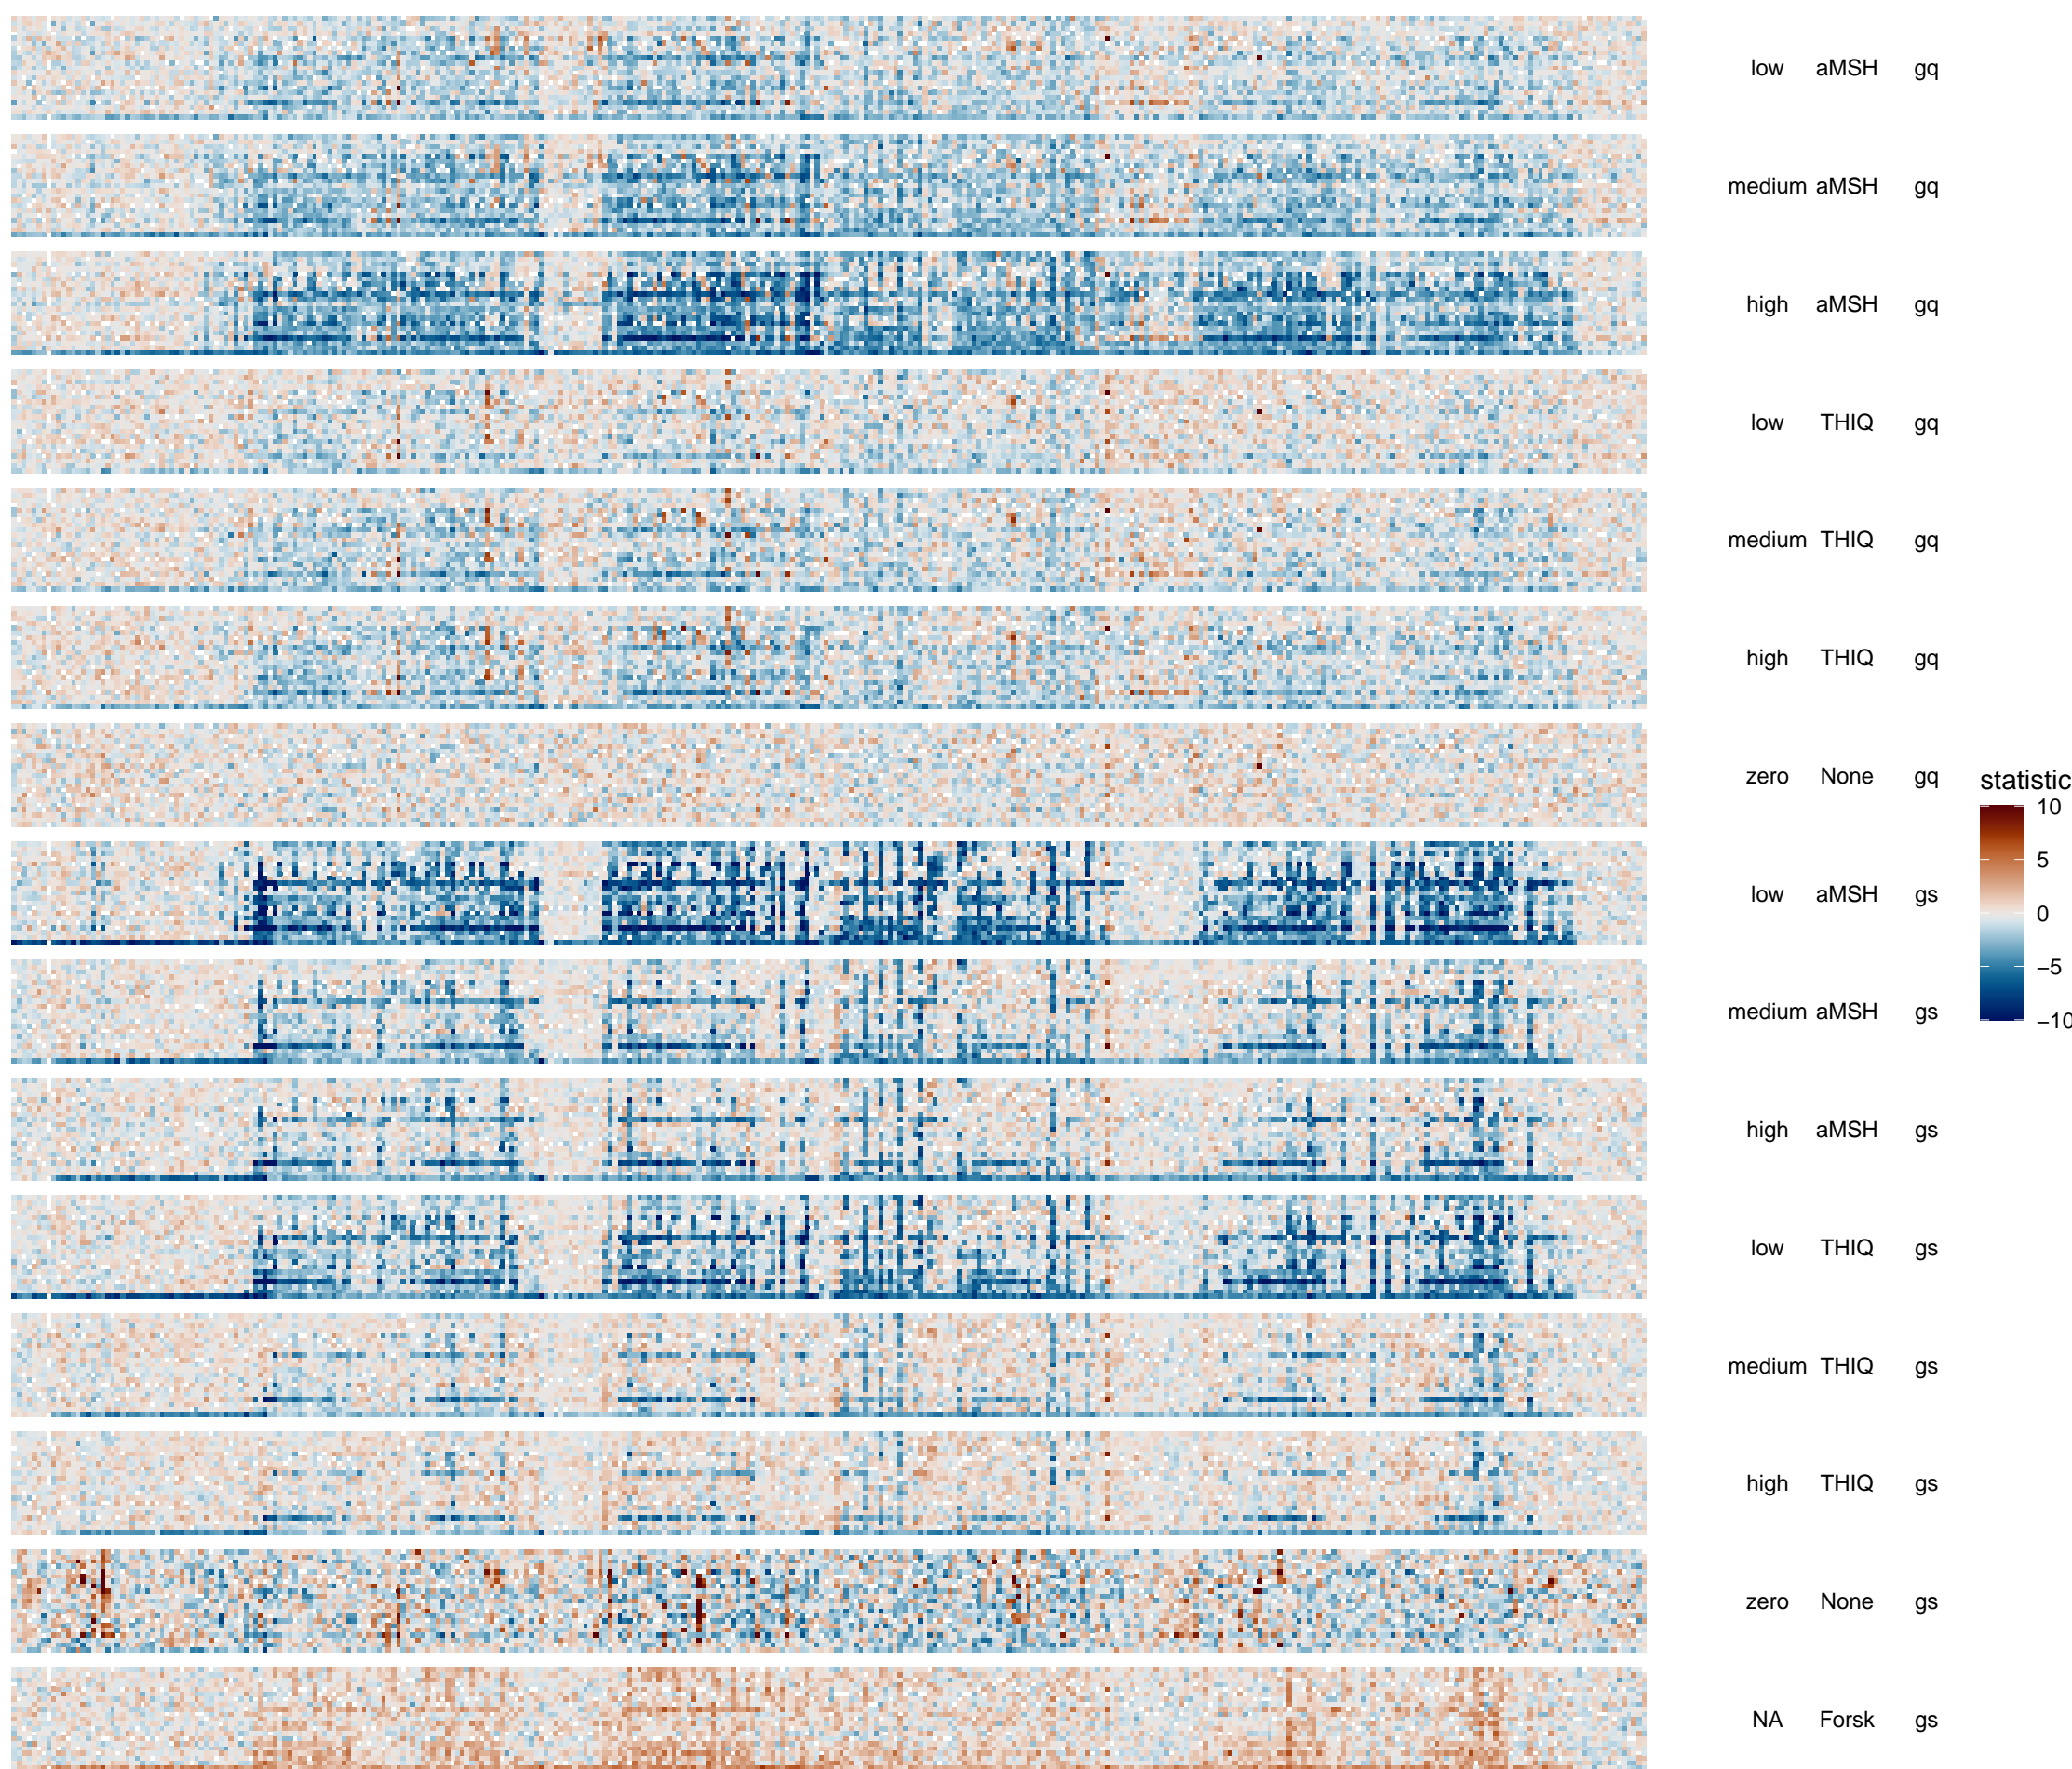 low aMSH gq
medium aMSH gq
high aMSH gq
low THIQ gq
medium THIQ gq
high THIQ gq
zero None gq
statistic
10
5
0
−5
−10
low aMSH gs
medium aMSH gs
high aMSH gs
low THIQ gs
medium THIQ gs
high THIQ gs
zero None gs
NA Forsk gs